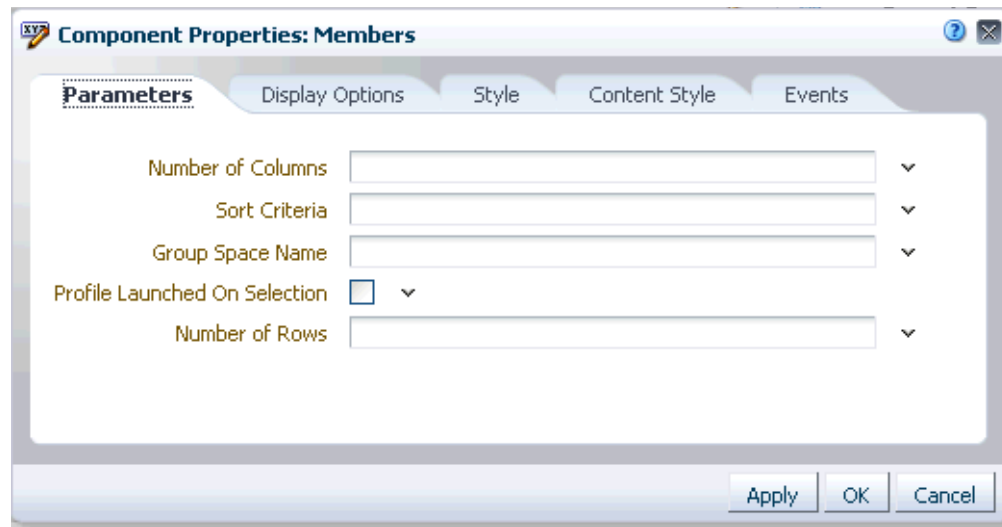 Component Properties: Members
Parameters Display Options Style Content Style Events
Number of Columns
Sort Criteria
Group Space Name
Profile Launched On Selection
Number of Rows
Apply OK Cancel